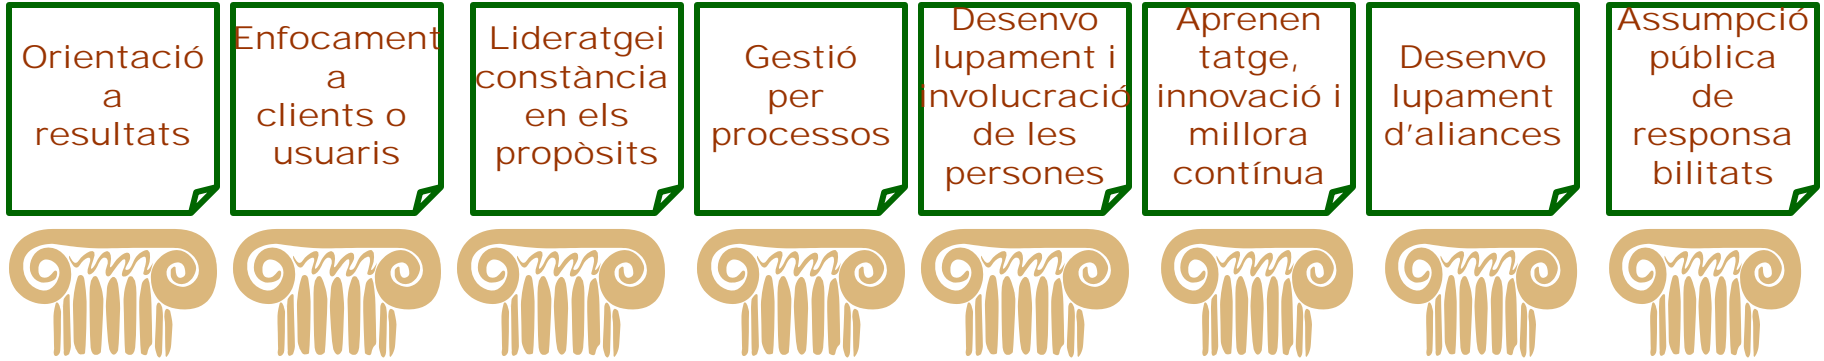 Orientació
a
resultats
Enfocament
a
clients o
usuaris
Lideratgei
constància
en els
propòsits
Gestió
per
processos
Desenvo
lupament i
involucració
de les
persones
Aprenen
tatge,
innovació i
millora
contínua
Desenvo
lupament
d’aliances
Assumpció
pública
de
responsa
bilitats